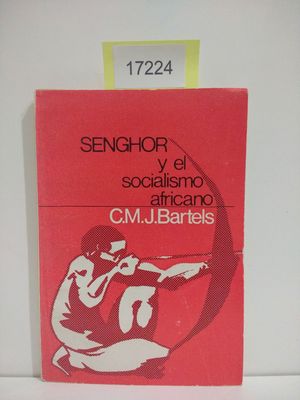 17224
SENGHOR
y el
socialismo
africano
C.M.J.Bartels